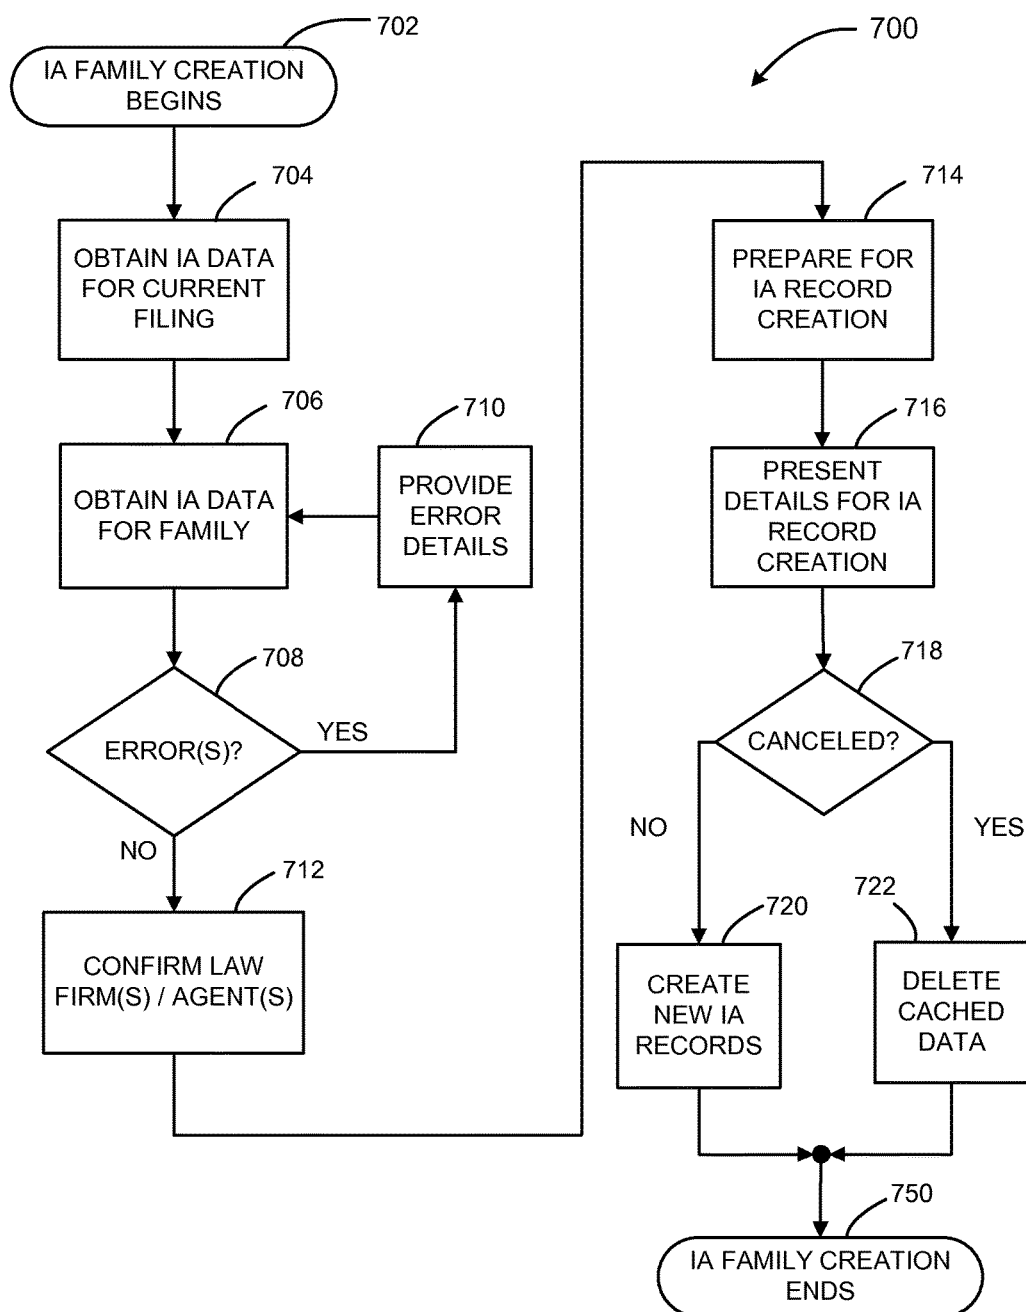 702
IA FAMILY CREATION
BEGINS
700
704
OBTAIN IA DATA
FOR CURRENT
FILING
706
OBTAIN IA DATA
FOR FAMILY
710
PROVIDE
ERROR
DETAILS
708
ERROR(S)?
YES
NO
712
CONFIRM LAW
FIRM(S) / AGENT(S)
714
PREPARE FOR
IA RECORD
CREATION
716
PRESENT
DETAILS FOR IA
RECORD
CREATION
718
CANCELED?
NO
YES
720
CREATE
NEW IA
RECORDS
722
DELETE
CACHED
DATA
750
IA FAMILY CREATION
ENDS